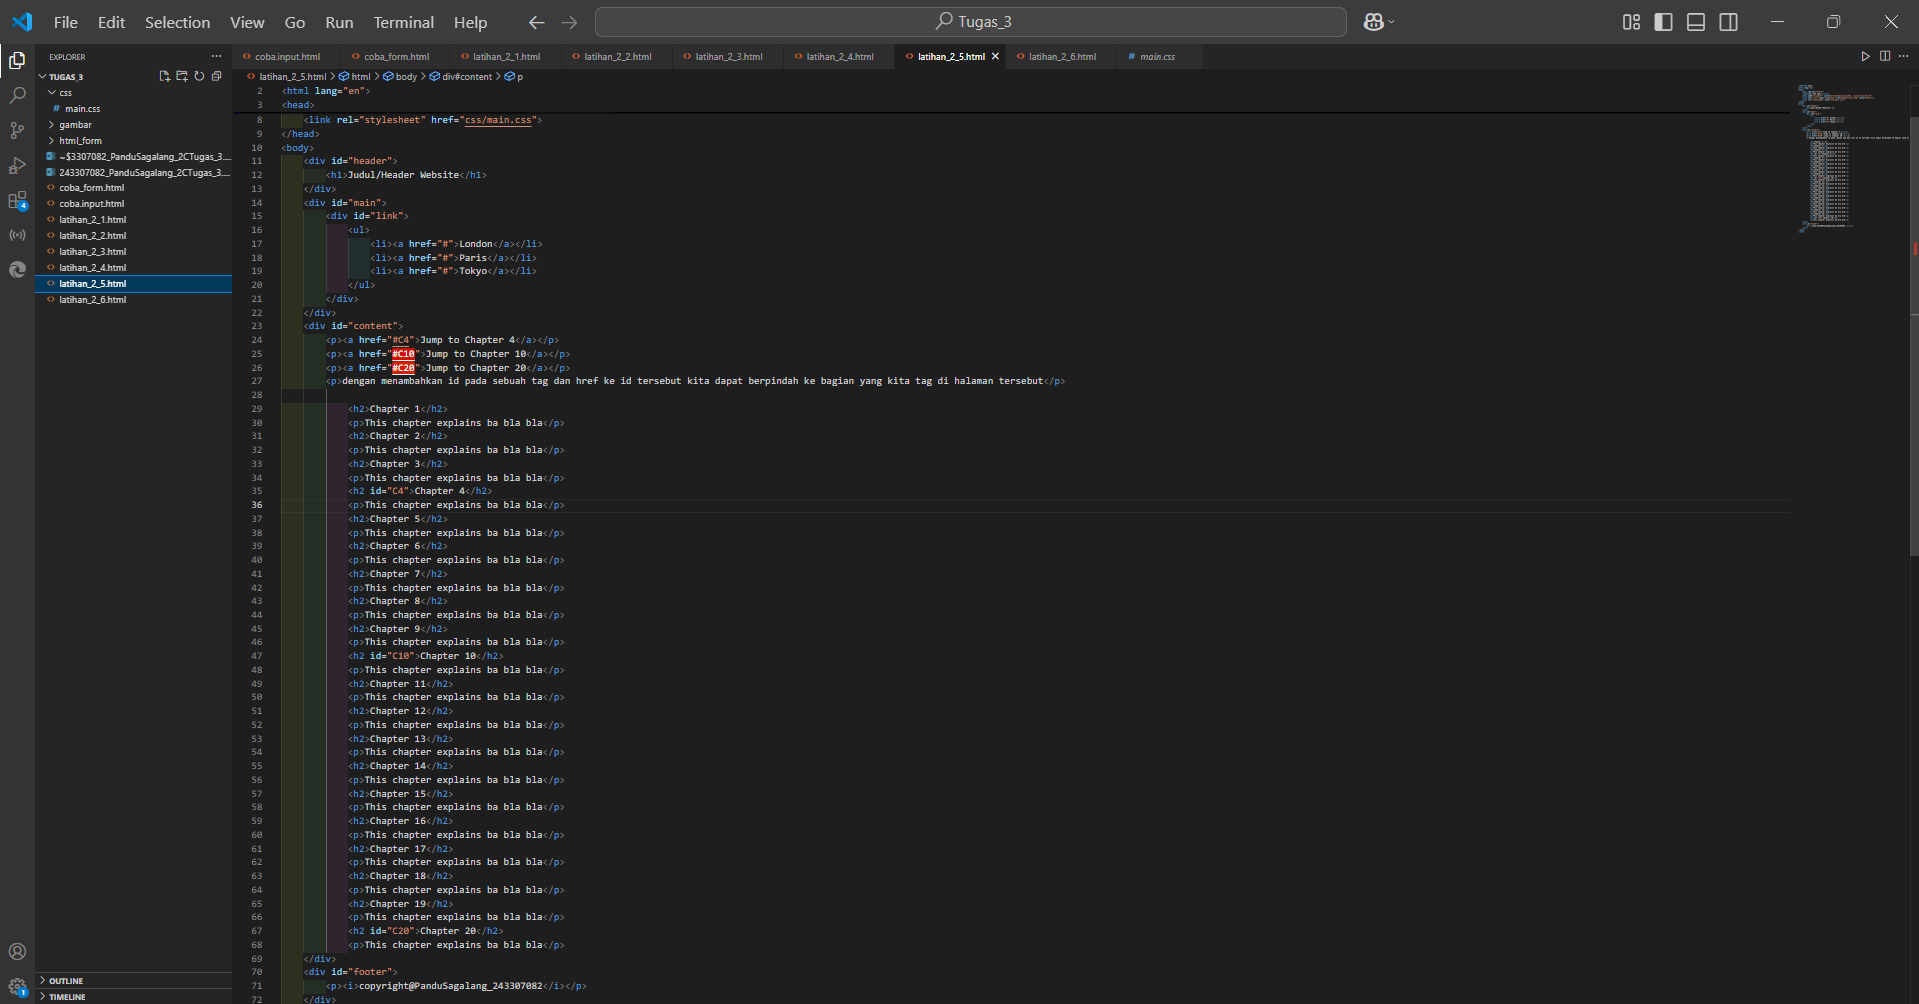 File Edit Selection View Go Run Terminal Help
Tugas_3
EXPLORER
TUGAS_3
css
main.css
gambar
html_form
~$3307082_PanduSagalang_2CTugas_3....
243307082_PanduSagalang_2CTugas_3....
coba_form.html
coba.input.html
latihan_2_1.html
latihan_2_2.html
latihan_2_3.html
latihan_2_4.html
latihan_2_5.html
latihan_2_6.html
OUTLINE
TIMELINE
4
1
coba.input.html coba_form.html latihan_2_1.html latihan_2_2.html latihan_2_3.html latihan_2_4.html latihan_2_5.html latihan_2_6.html main.css
latihan_2_5.html > html > body > div#content > p
2 <html lang="en">
3 <head>
8 <link rel="stylesheet" href="css/main.css">
9 </head>
10 <body>
11 <div id="header">
12 <h1>Judul/Header Website</h1>
13 </div>
14 <div id="main">
15 <div id="link">
16 <ul>
17 <li><a href="#">London</a></li>
18 <li><a href="#">Paris</a></li>
19 <li><a href="#">Tokyo</a></li>
20 </ul>
21 </div>
22 </div>
23 <div id="content">
24 <p><a href="#C4">Jump to Chapter 4</a></p>
25 <p><a href="#C10">Jump to Chapter 10</a></p>
26 <p><a href="#C20">Jump to Chapter 20</a></p>
27 <p>dengan menambahkan id pada sebuah tag dan href ke id tersebut kita dapat berpindah ke bagian yang kita tag di halaman tersebut</p>
28
29 <h2>Chapter 1</h2>
30 <p>This chapter explains ba bla bla</p>
31 <h2>Chapter 2</h2>
32 <p>This chapter explains ba bla bla</p>
33 <h2>Chapter 3</h2>
34 <p>This chapter explains ba bla bla</p>
35 <h2 id="C4">Chapter 4</h2>
36 <p>This chapter explains ba bla bla</p>
37 <h2>Chapter 5</h2>
38 <p>This chapter explains ba bla bla</p>
39 <h2>Chapter 6</h2>
40 <p>This chapter explains ba bla bla</p>
41 <h2>Chapter 7</h2>
42 <p>This chapter explains ba bla bla</p>
43 <h2>Chapter 8</h2>
44 <p>This chapter explains ba bla bla</p>
45 <h2>Chapter 9</h2>
46 <p>This chapter explains ba bla bla</p>
47 <h2 id="C10">Chapter 10</h2>
48 <p>This chapter explains ba bla bla</p>
49 <h2>Chapter 11</h2>
50 <p>This chapter explains ba bla bla</p>
51 <h2>Chapter 12</h2>
52 <p>This chapter explains ba bla bla</p>
53 <h2>Chapter 13</h2>
54 <p>This chapter explains ba bla bla</p>
55 <h2>Chapter 14</h2>
56 <p>This chapter explains ba bla bla</p>
57 <h2>Chapter 15</h2>
58 <p>This chapter explains ba bla bla</p>
59 <h2>Chapter 16</h2>
60 <p>This chapter explains ba bla bla</p>
61 <h2>Chapter 17</h2>
62 <p>This chapter explains ba bla bla</p>
63 <h2>Chapter 18</h2>
64 <p>This chapter explains ba bla bla</p>
65 <h2>Chapter 19</h2>
66 <p>This chapter explains ba bla bla</p>
67 <h2 id="C20">Chapter 20</h2>
68 <p>This chapter explains ba bla bla</p>
69 </div>
70 <div id="footer">
71 <p><i>copyright@PanduSagalang_243307082</i></p>
72 </div>